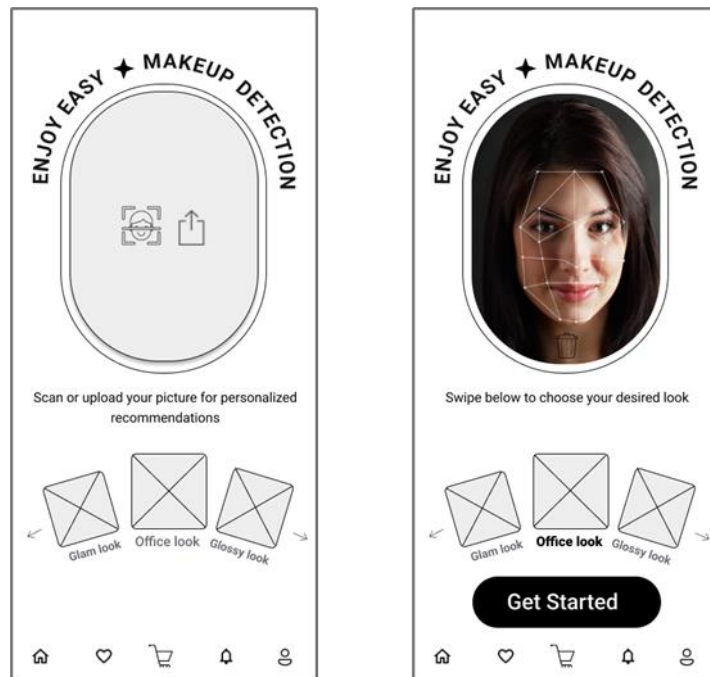 ENJOY EASY ✦ MAKEUP DETECTION
Scan or upload your picture for personalized
recommendations
Glam look
Office look
Glossy look
ENJOY EASY ✦ MAKEUP DETECTION
Swipe below to choose your desired look
Glam look
Office look
Glossy look
Get Started